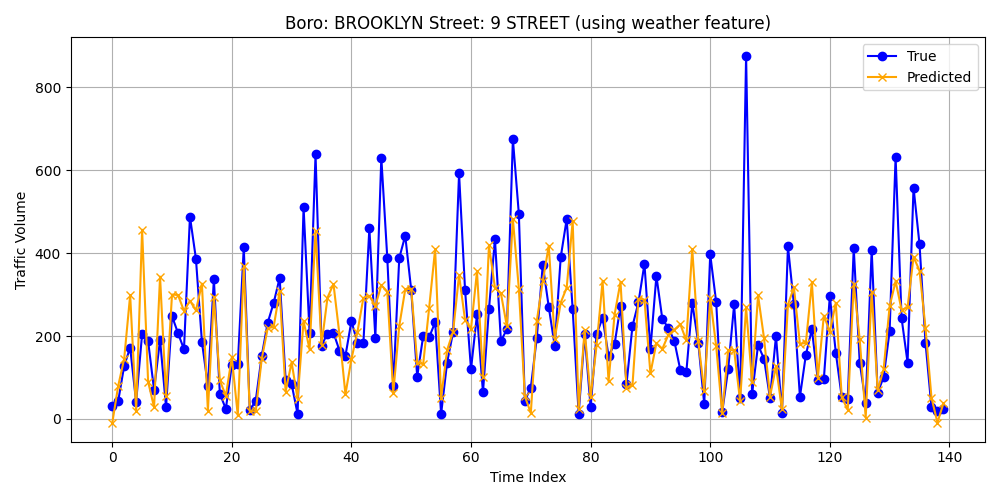 Boro: BROOKLYN Street: 9 STREET (using weather feature)
True
Predicted
Traffic Volume
800
600
400
200
0
0 20 40 60 80 100 120 140
Time Index